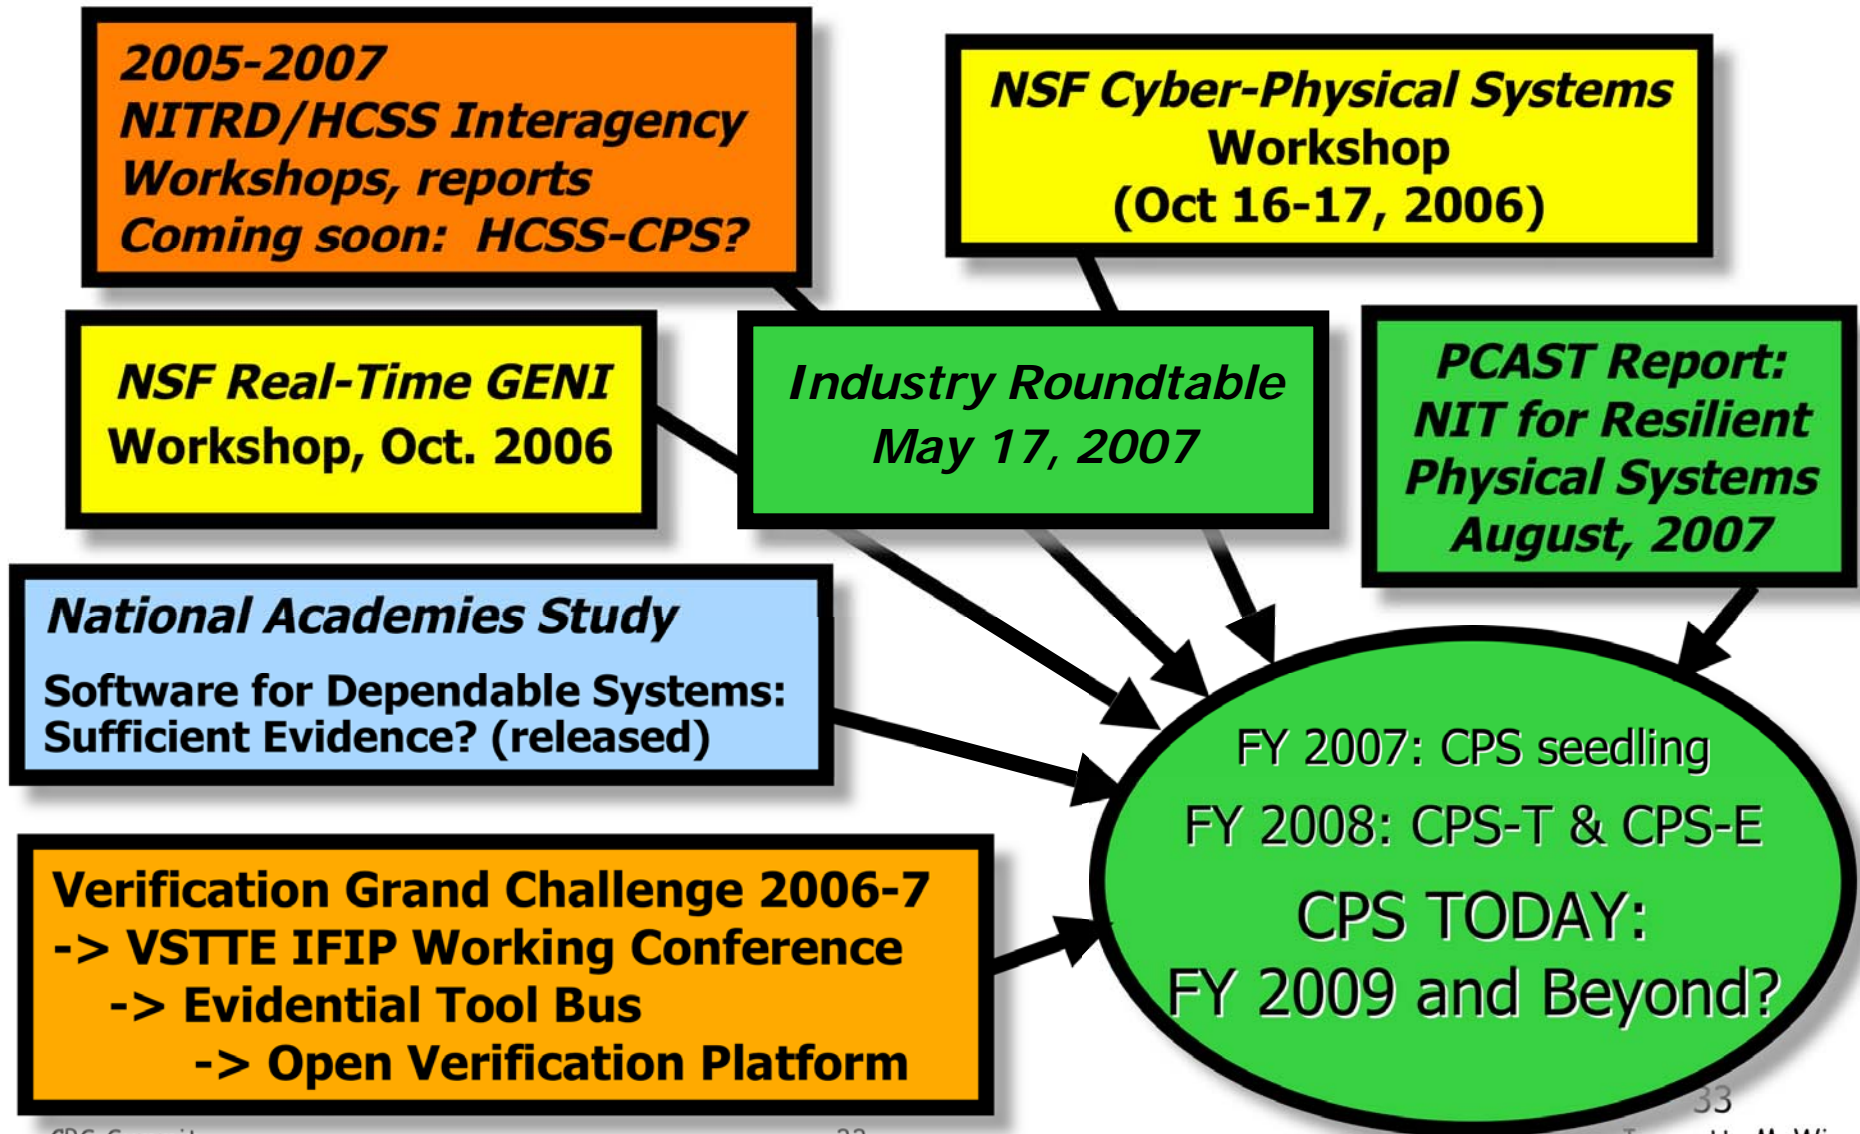 2005-2007
NITRD/HCSS Interagency
Workshops, reports
Coming soon: HCSS-CPS?
NSF Cyber-Physical Systems
Workshop
(Oct 16-17, 2006)
NSF Real-Time GENI
Workshop, Oct. 2006
Industry Roundtable
May 17, 2007
PCAST Report:
NIT for Resilient
Physical Systems
August, 2007
National Academies Study
Software for Dependable Systems:
Sufficient Evidence? (released)
FY 2007: CPS seedling
FY 2008: CPS-T & CPS-E
CPS TODAY:
FY 2009 and Beyond?
Verification Grand Challenge 2006-7
-> VSTTE IFIP Working Conference
-> Evidential Tool Bus
-> Open Verification Platform
33